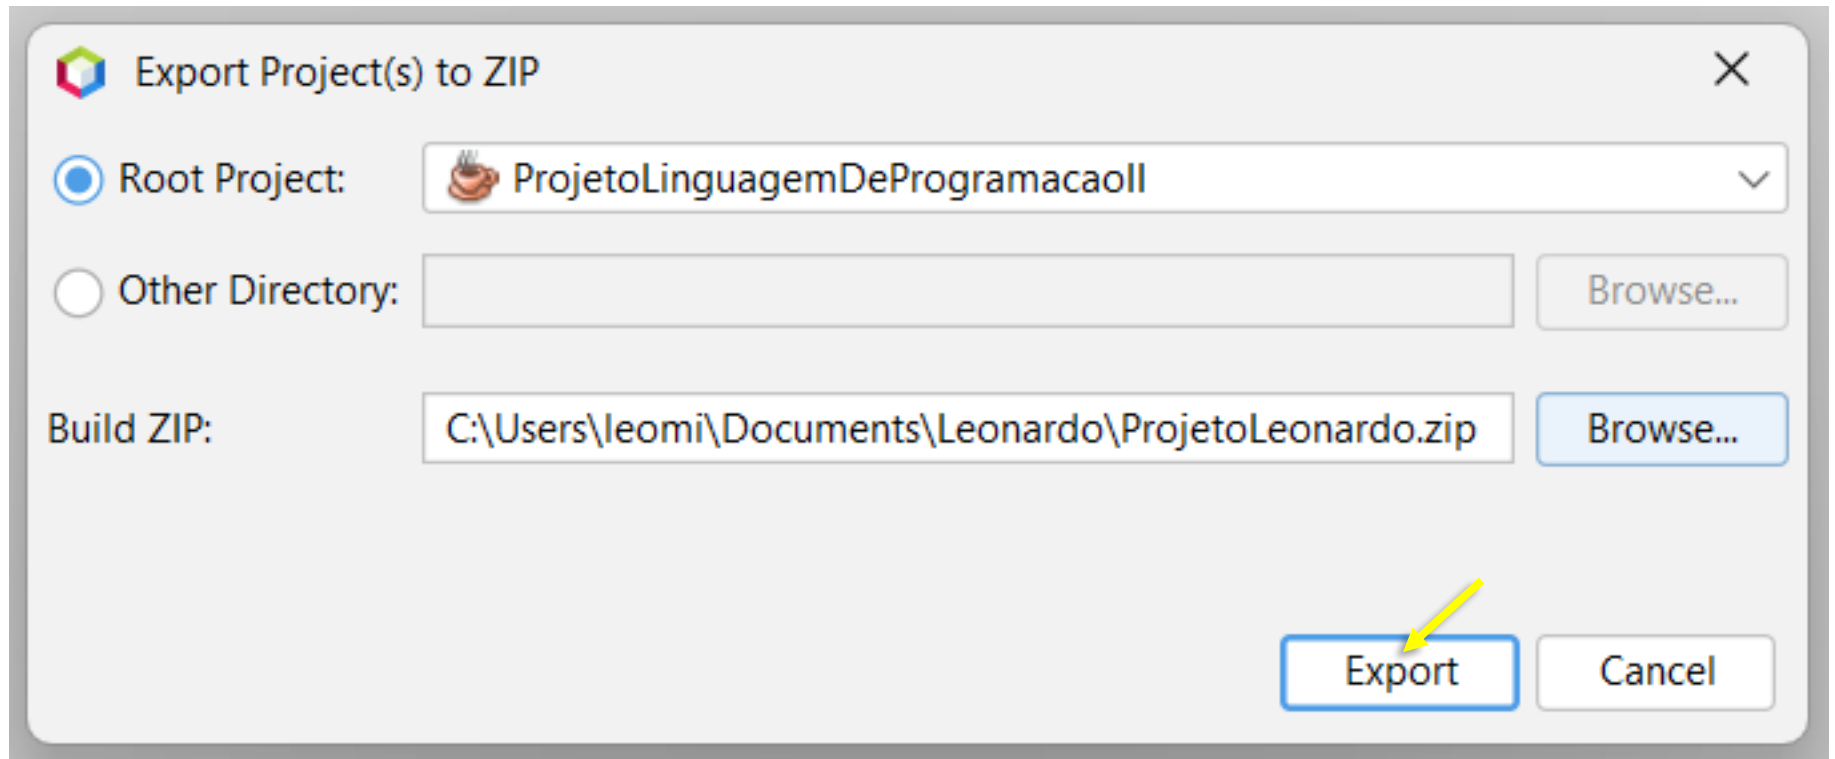 Export Project(s) to ZIP
Root Project: ProjetoLinguagemDeProgramacaoII
Other Directory: Browse...
Build ZIP: C:\Users\leomi\Documents\Leonardo\ProjetoLeonardo.zip Browse...
Export Cancel